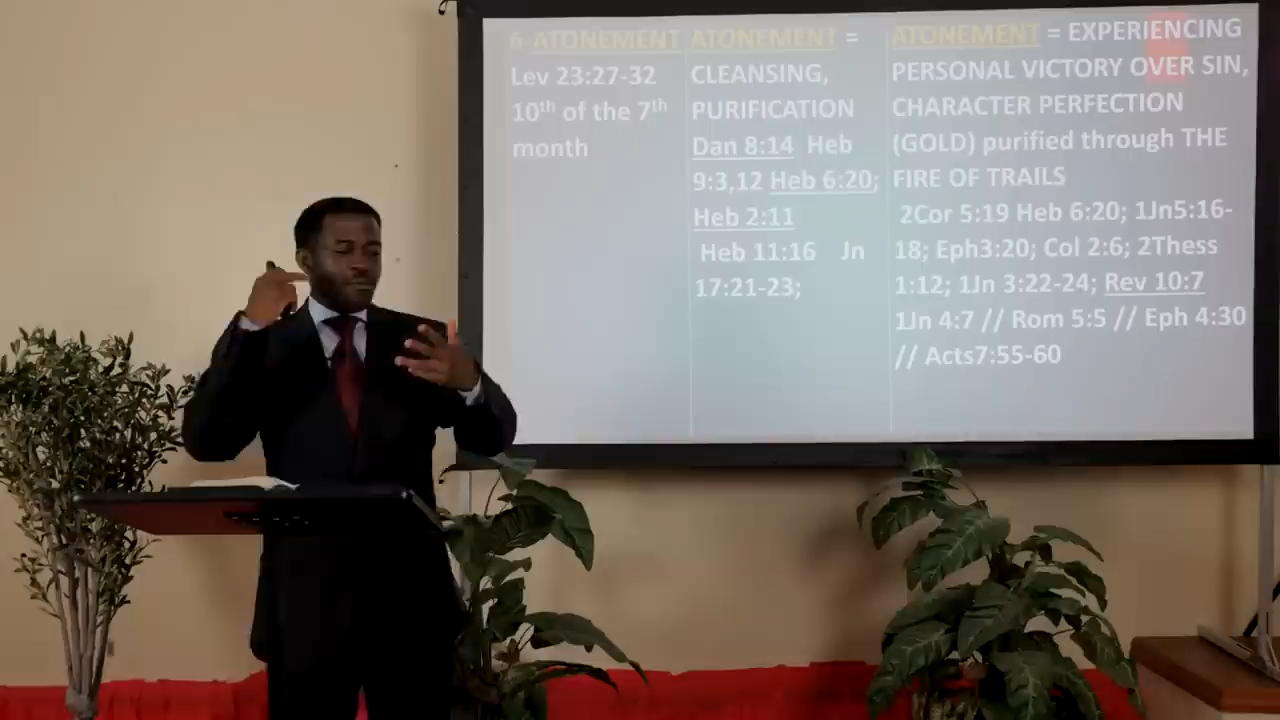 6-ATONEMENT
Lev 23:27-32
10th of the 7th
month
ATONEMENT =
CLEANSING,
PURIFICATION
Dan 8:14 Heb
9:3,12 Heb 6:20;
Heb 2:11
Heb 11:16 Jn
17:21-23;
ATONEMENT = EXPERIENCING
PERSONAL VICTORY OVER SIN,
CHARACTER PERFECTION
(GOLD) purified through THE
FIRE OF TRAILS
2Cor 5:19 Heb 6:20; 1Jn5:16-
18; Eph3:20; Col 2:6; 2Thess
1:12; 1Jn 3:22-24; Rev 10:7
1Jn 4:7 // Rom 5:5 // Eph 4:30
// Acts7:55-60